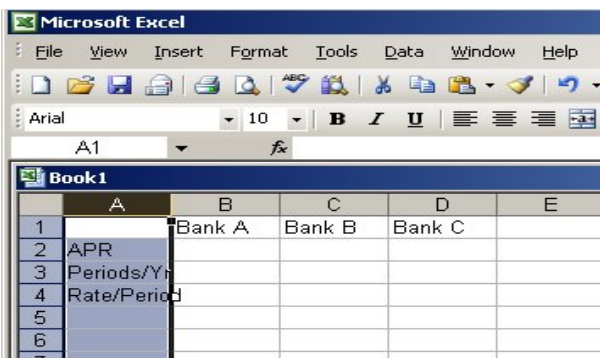 Microsoft Excel
File View Insert Format Tools Data Window Help
ABC
Arial 10 B I U a
A1 fx
Book1
A B C D E
1 Bank A Bank B Bank C
2 APR
3 Periods/Yr
4 Rate/Period
5
6